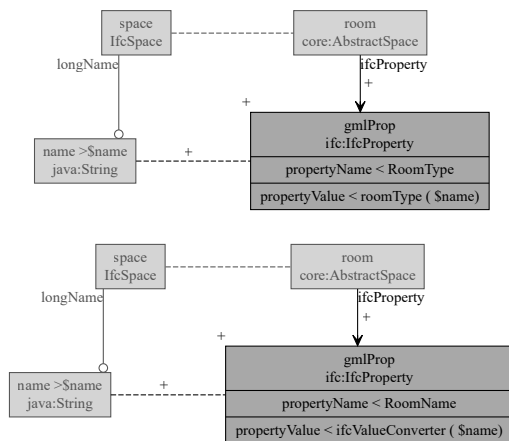 space
IfcSpace
room
core:AbstractSpace
longName
ifcProperty
+
+
name >$name
java:String
+
gmlProp
ifc:IfcProperty
propertyName < RoomType
propertyValue < roomType ( $name)
space
IfcSpace
room
core:AbstractSpace
longName
ifcProperty
+
+
name >$name
java:String
+
gmlProp
ifc:IfcProperty
propertyName < RoomName
propertyValue < ifcValueConverter ( $name)